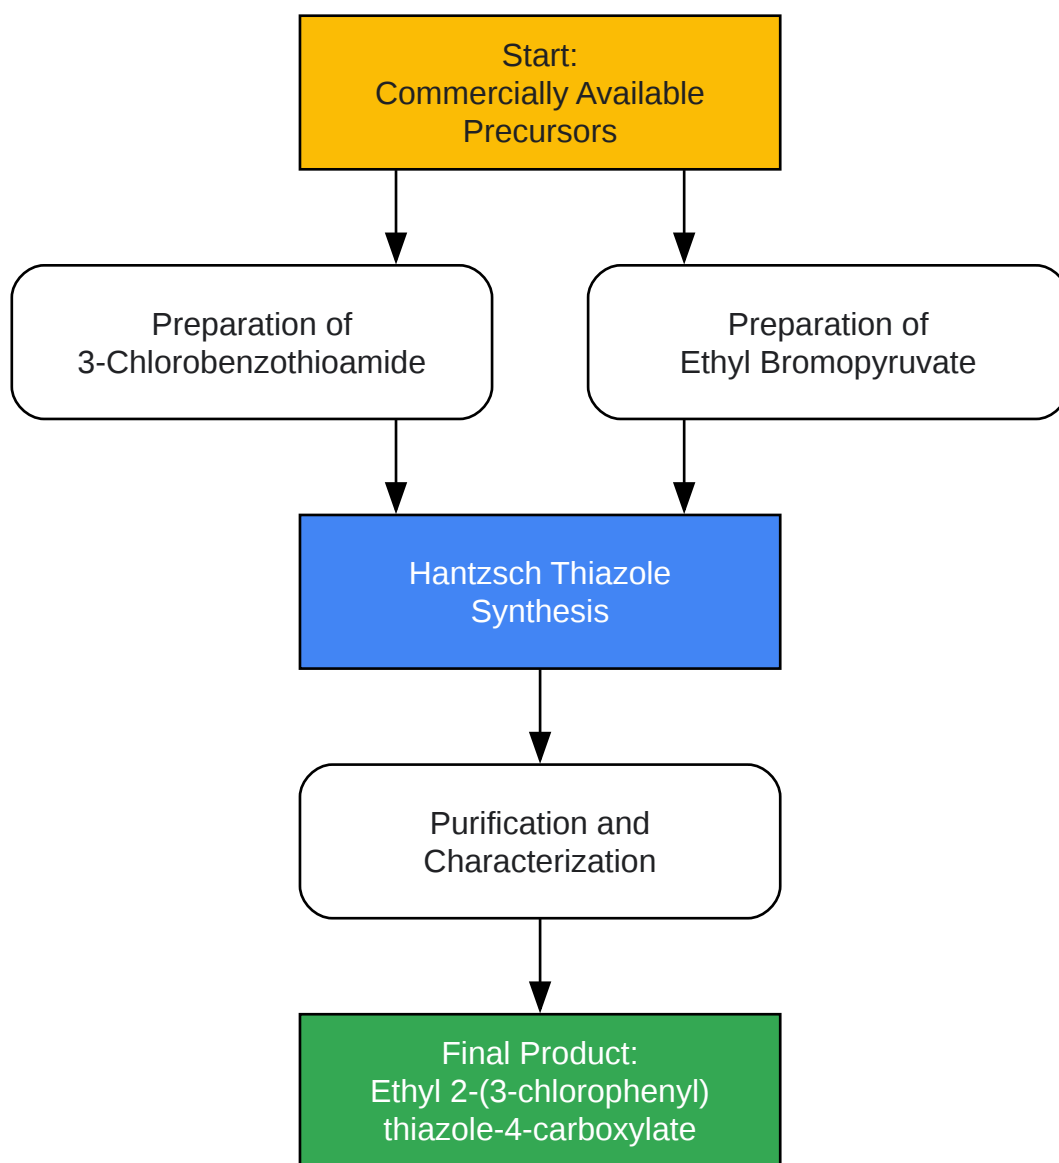 Start:
Commercially Available
Precursors
Preparation of
3-Chlorobenzothioamide
Preparation of
Ethyl Bromopyruvate
Hantzsch Thiazole
Synthesis
Purification and
Characterization
Final Product:
Ethyl 2-(3-chlorophenyl)
thiazole-4-carboxylate